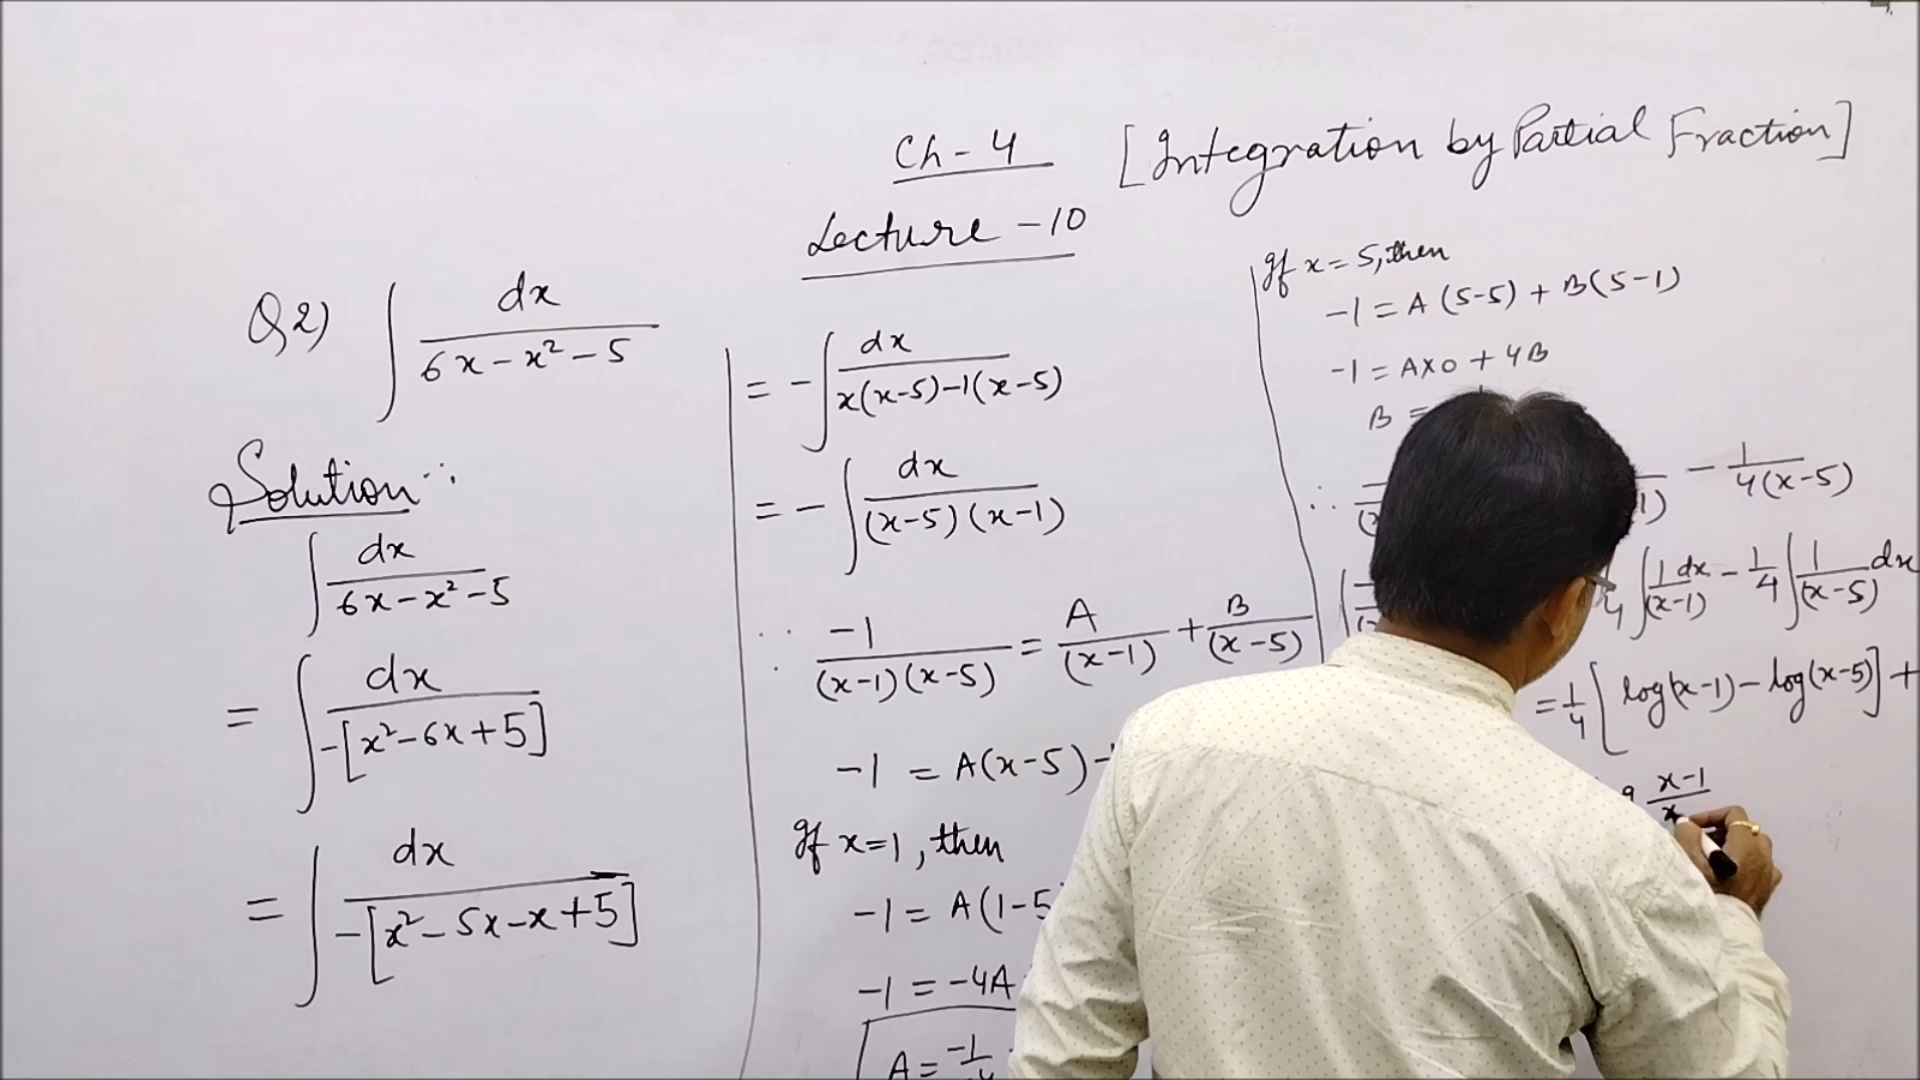 Ch-4 [Integration by Partial Fraction]
Lecture-10
Q2) ∫ dx / (6x-x²-5)
Solution:
∫ dx / (6x-x²-5)
= ∫ dx / -[x²-6x+5]
= ∫ dx / -[x²-5x-x+5]
= -∫ dx / x(x-5)-1(x-5)
= -∫ dx / (x-5)(x-1)
∵ -1 / (x-1)(x-5) = A / (x-1) + B / (x-5)
-1 = A(x-5)
If x=1, then
-1 = A(1-5
-1 = -4A
A = -1
If x=5, then
-1 = A(5-5) + B(5-1)
-1 = A×0 + 4B
B =
∴ 1) - 1 / 4(x-5)
4 ∫ 1 / (x-1) dx - 1/4 ∫ 1 / (x-5) dx
= 1/4 [log(x-1) - log(x-5)] +
x-1 / x